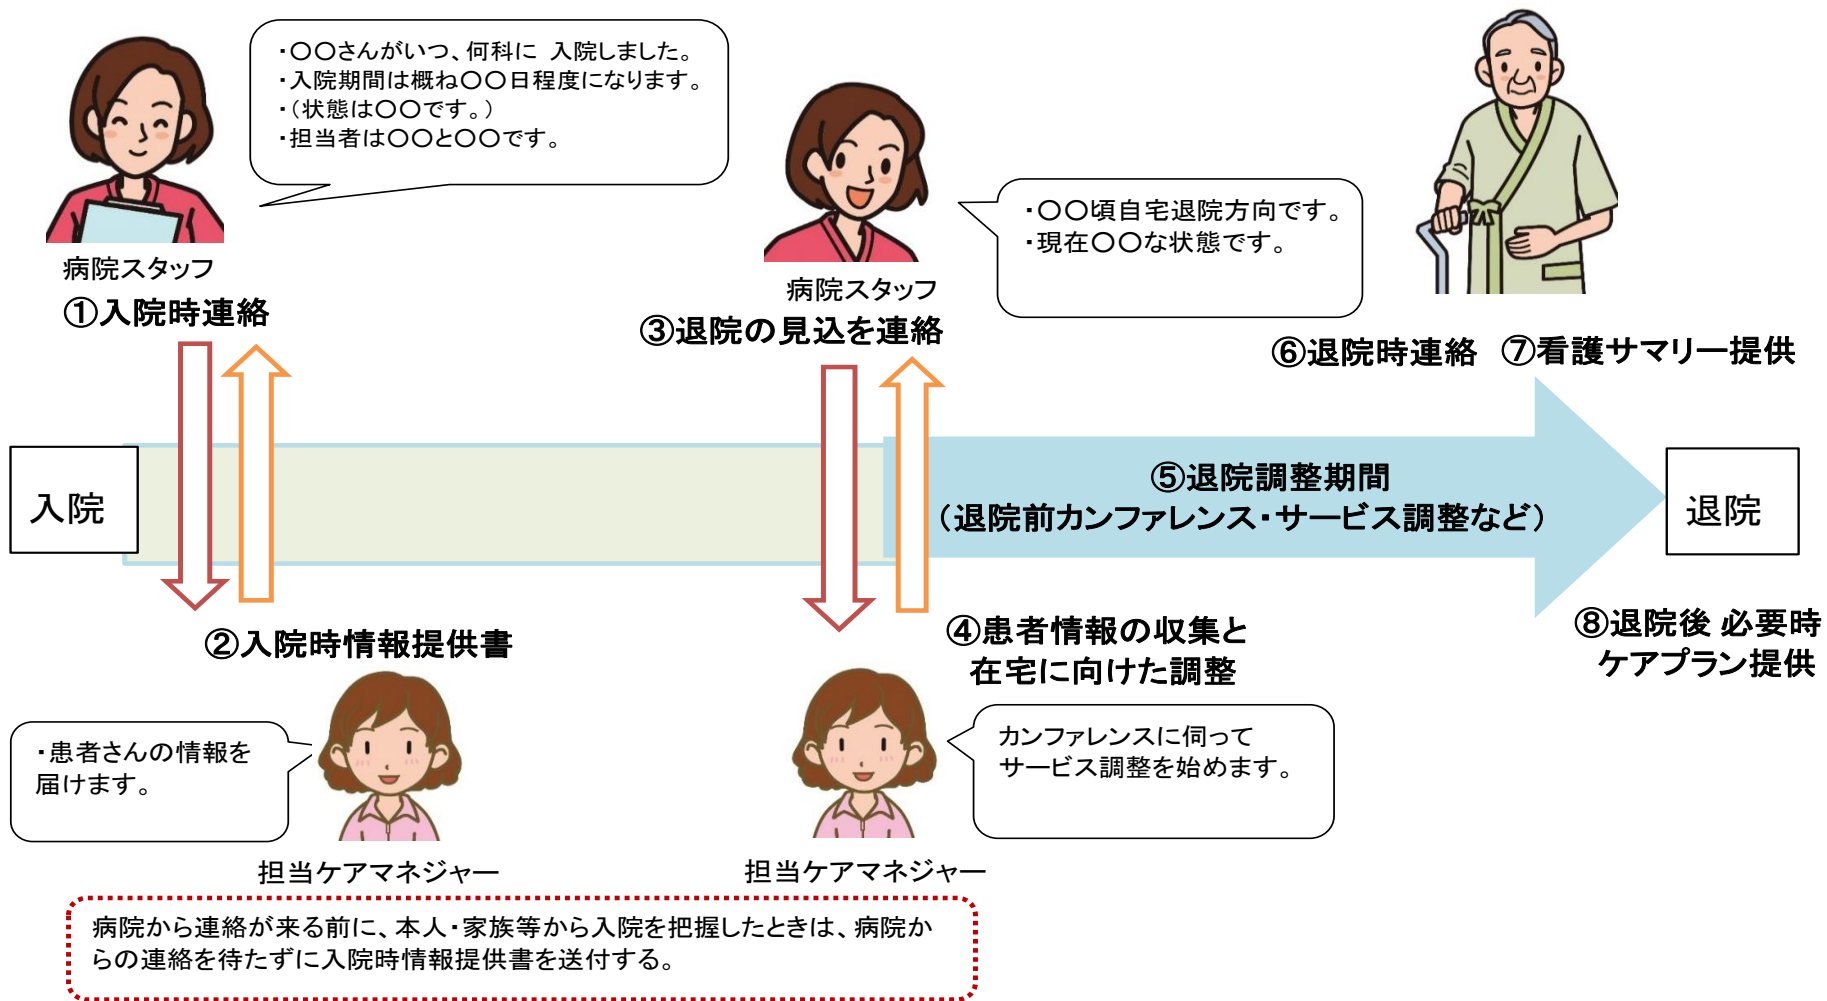 ・〇〇さんがいつ、何科に 入院しました。
・入院期間は概ね〇〇日程度になります。
・（状態は〇〇です。）
・担当者は〇〇と〇〇です。
病院スタッフ
①入院時連絡
・〇〇頃自宅退院方向です。
・現在〇〇な状態です。
病院スタッフ
③退院の見込を連絡
⑥退院時連絡
⑦看護サマリー提供
入院
⑤退院調整期間
（退院前カンファレンス・サービス調整など）
退院
②入院時情報提供書
④患者情報の収集と
在宅に向けた調整
⑧退院後 必要時
ケアプラン提供
・患者さんの情報を
届けます。
担当ケアマネジャー
カンファレンスに伺って
サービス調整を始めます。
担当ケアマネジャー
病院から連絡が来る前に、本人・家族等から入院を把握したときは、病院か
らの連絡を待たずに入院時情報提供書を送付する。